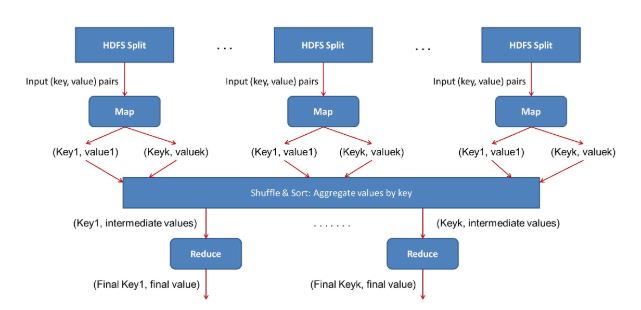 HDFS Split ... HDFS Split ... HDFS Split
Input (key, value) pairs Input (key, value) pairs Input (key, value) pairs
Map Map Map
(Key1, value1) (Keyk, valuek) (Key1, value1) (Keyk, valuek) (Key1, value1) (Keyk, valuek)
Shuffle & Sort: Aggregate values by key
(Key1, intermediate values) ....... (Keyk, intermediate values)
Reduce Reduce
(Final Key1, final value) (Final Keyk, final value)